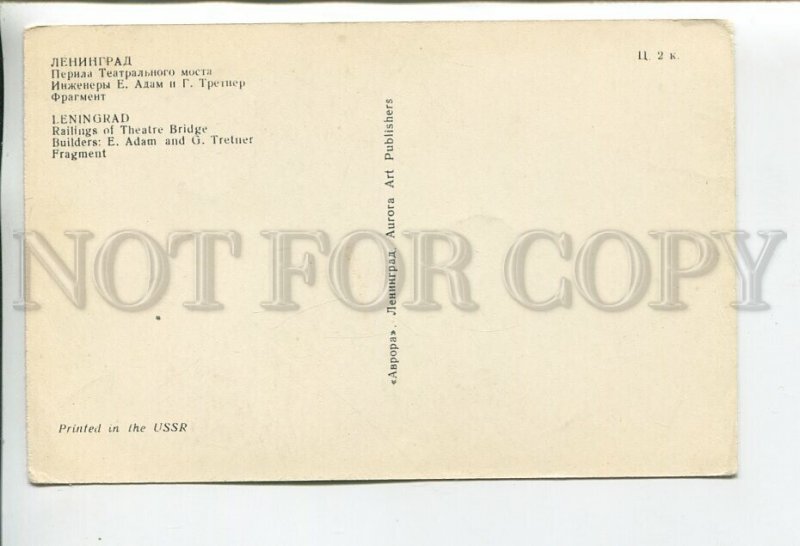 ЛЕНИНГРАД
Перила Театрального моста
Инженеры Е. Адам и Г. Третнер
Фрагмент
LENINGRAD
Railings of Theatre Bridge
Builders: E. Adam and G. Tretner
Fragment
Ц. 2 к.
«Аврора». Ленинград. Aurora Art Publishers
NOT FOR COPY
Printed in the USSR